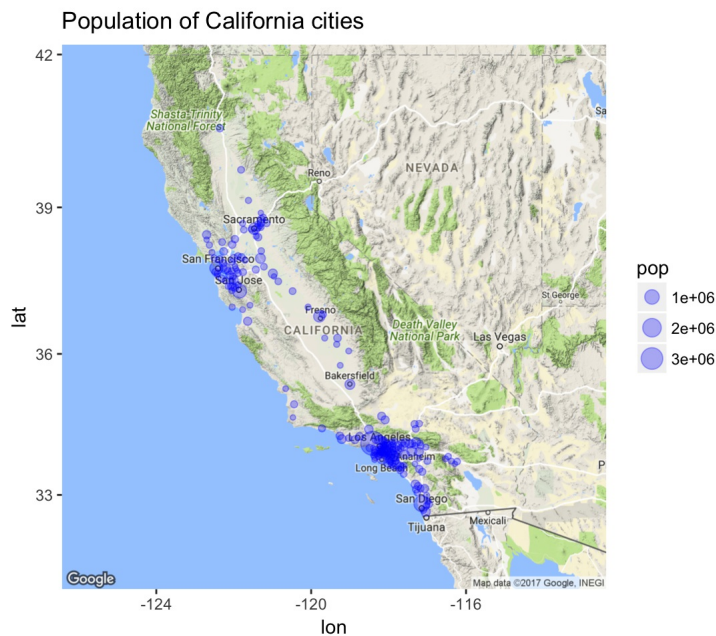 Population of California cities
42
39
36
33
lat
Shasta-Trinity
National Forest
Reno
NEVADA
Sacramento
San Francisco
San Jose
Fresno
CALIFORNIA
Death Valley
National Park
St George
Las Vegas
Bakersfield
Los Angeles
Anaheim
Long Beach
San Diego
Tijuana
Mexicali
Sa
P
Google
Map data ©2017 Google, INEGI
-124
-120
-116
lon
pop
1e+06
2e+06
3e+06